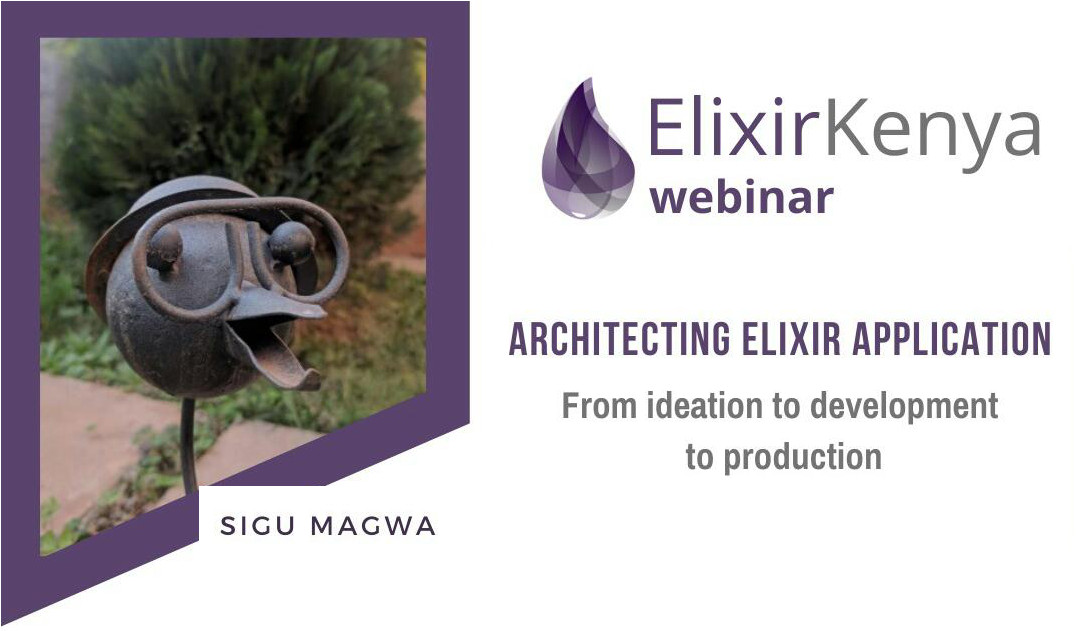 ElixirKenya
webinar
ARCHITECTING ELIXIR APPLICATION
From ideation to development
to production
SIGU MAGWA